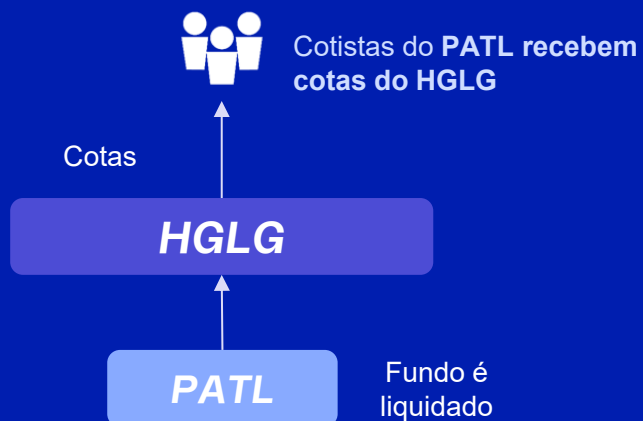 Cotistas do PATL recebem
cotas do HGLG
Cotas
HGLG
PATL
Fundo é
liquidado